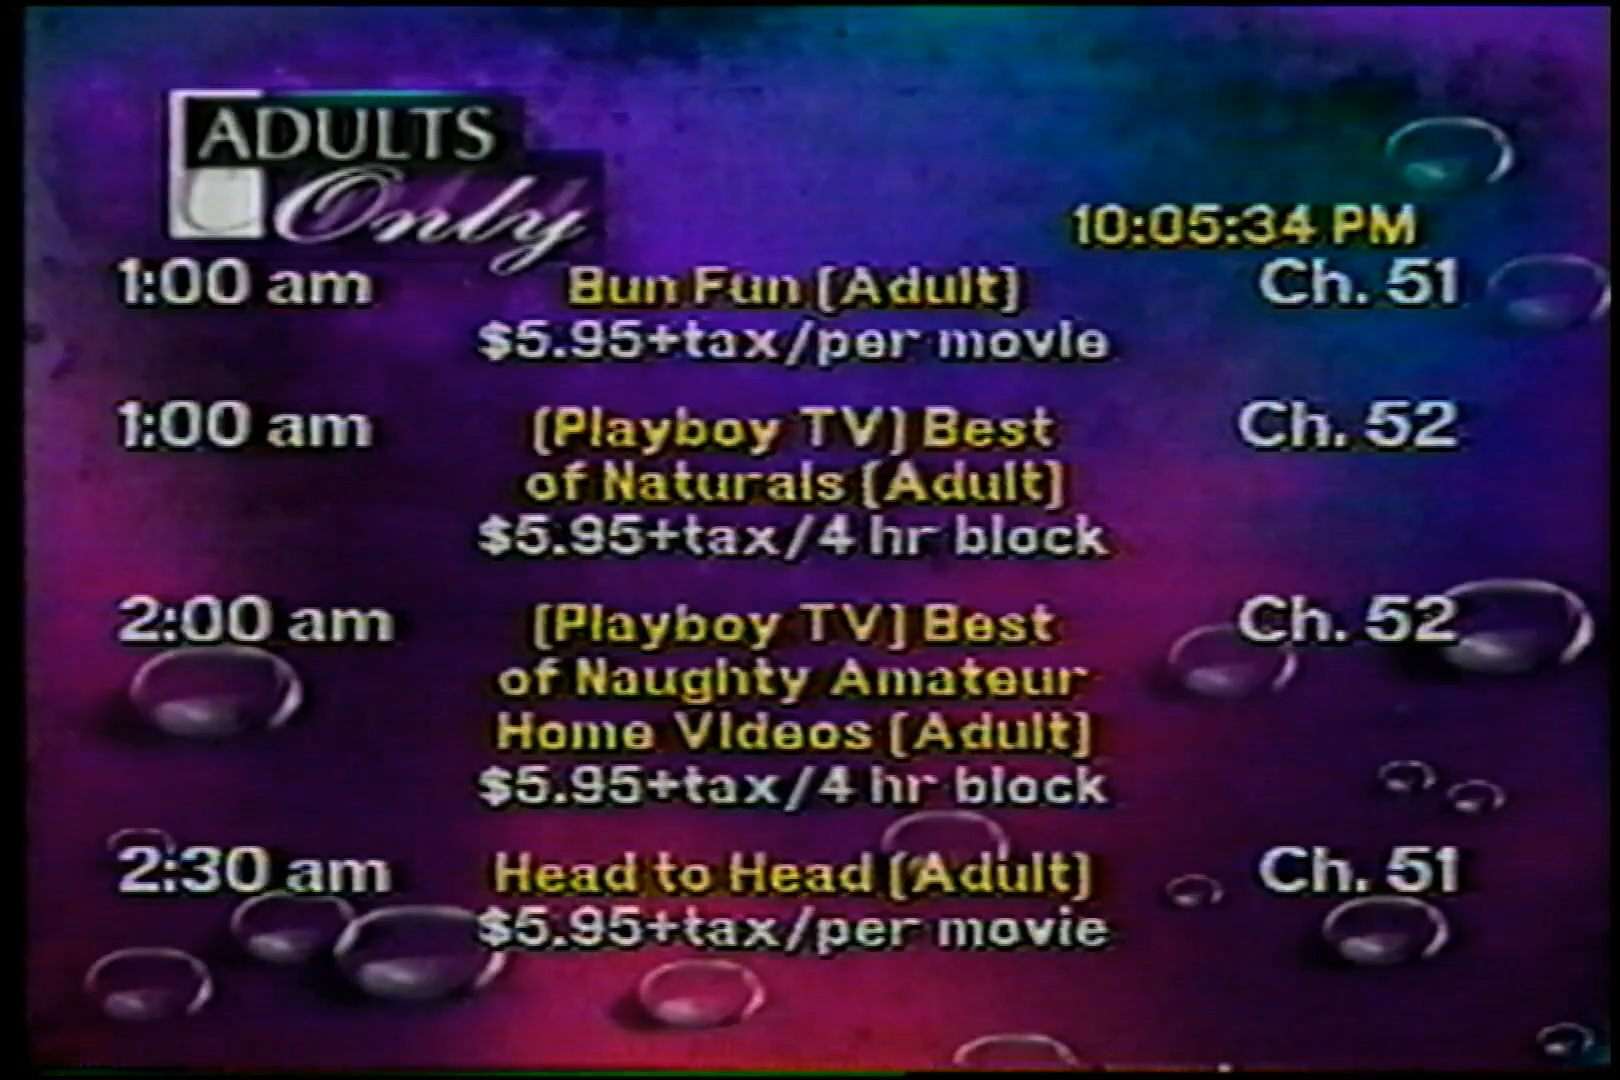 ADULTS
Only
10:05:34 PM
1:00 am Bun Fun (Adult) Ch. 51
$5.95+tax/per movie
1:00 am (Playboy TV) Best Ch. 52
of Naturals (Adult)
$5.95+tax/4 hr block
2:00 am (Playboy TV) Best Ch. 52
of Naughty Amateur
Home Videos (Adult)
$5.95+tax/4 hr block
2:30 am Head to Head (Adult) Ch. 51
$5.95+tax/per movie